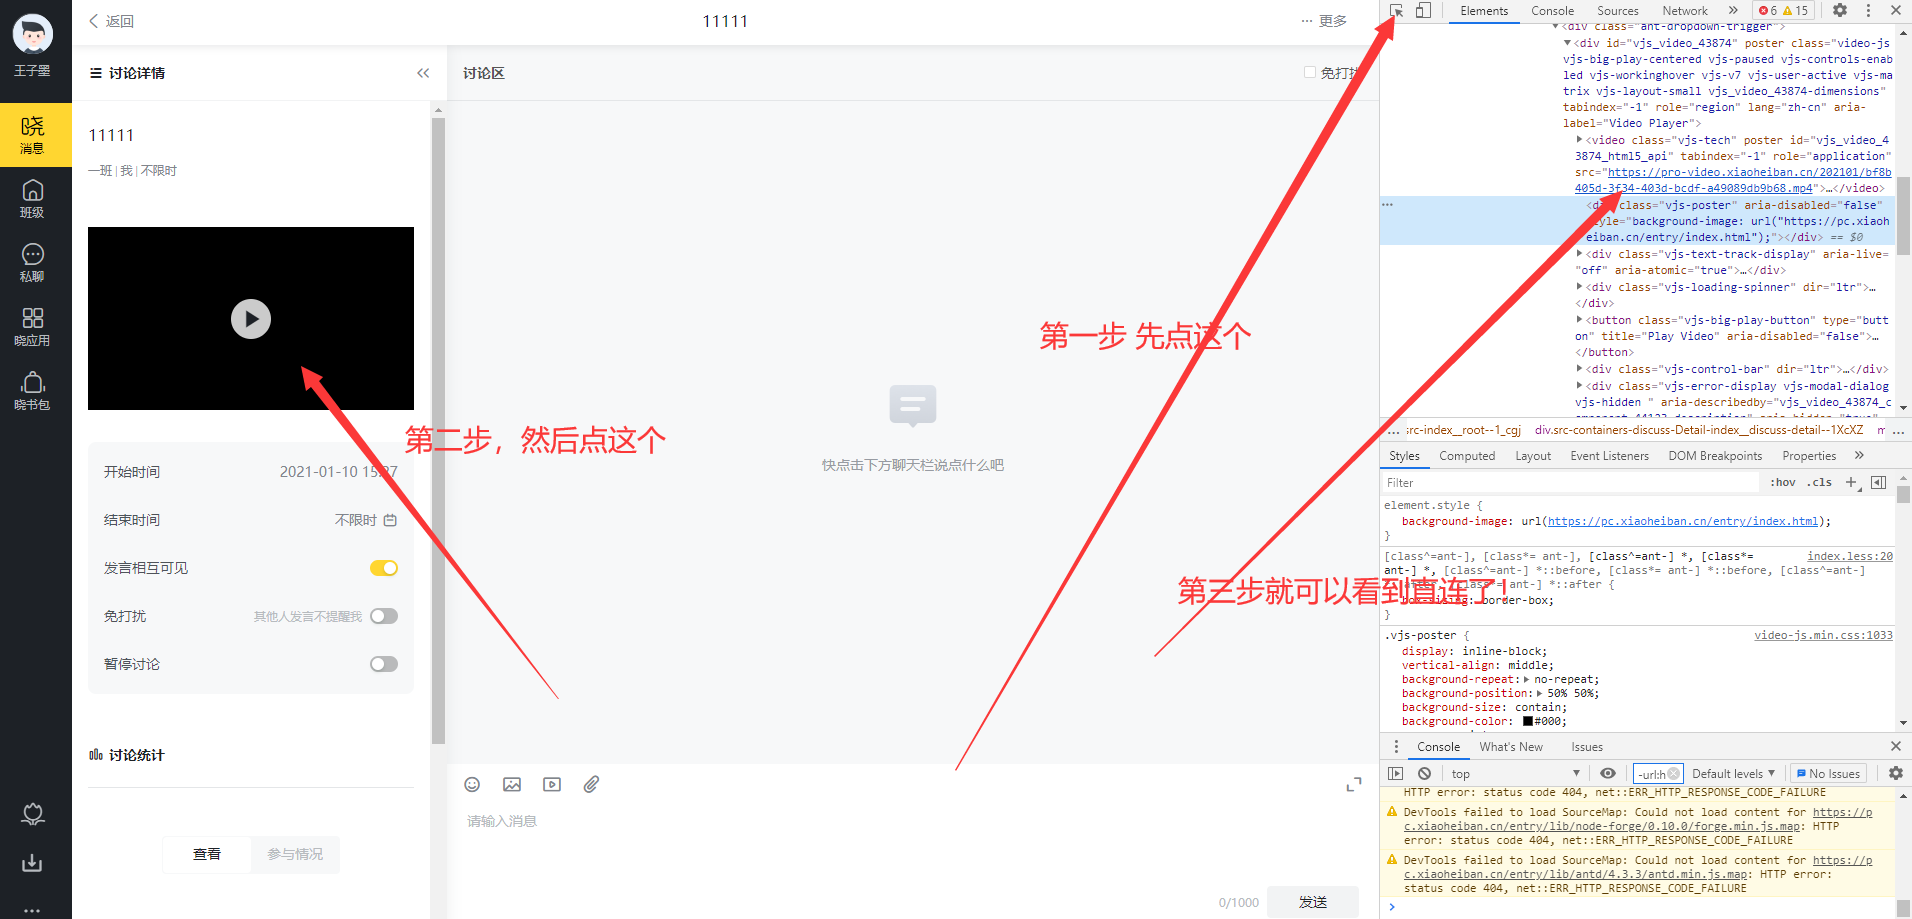 王子墨
晓
消息
班级
私聊
晓应用
晓书包
返回
11111
更多
讨论详情
11111
一班 | 我 | 不限时
开始时间
2021-01-10 15:27
结束时间
不限时
发言相互可见
免打扰
其他人发言不提醒我
暂停讨论
讨论统计
查看
参与情况
讨论区
免打扰
快点击下方聊天栏说点什么吧
请输入消息
0/1000
发送
第一步 先点这个
第二步，然后点这个
第三步就可以看到直连了！
Elements
Console
Sources
Network
6
15
<div class="ant-dropdown-trigger">
<div id="vjs_video_43874" poster class="video-js
vjs-big-play-centered vjs-paused vjs-controls-enab
led vjs-workinghover vjs-v7 vjs-user-active vjs-ma
trix vjs-layout-small vjs_video_43874-dimensions"
tabindex="-1" role="region" lang="zh-cn" aria-
label="Video Player">
<video class="vjs-tech" poster id="vjs_video_4
3874_html5_api" tabindex="-1" role="application"
src="https://pro-video.xiaoheiban.cn/202101/bf8b
405d-3f34-403d-bcdf-a49089db9b68.mp4">…</video>
<div class="vjs-poster" aria-disabled="false"
style="background-image: url("https://pc.xiaoh
eiban.cn/entry/index.html");"></div> == $0
<div class="vjs-text-track-display" aria-live=
"off" aria-atomic="true">…</div>
<div class="vjs-loading-spinner" dir="ltr">…
</div>
<button class="vjs-big-play-button" type="butt
on" title="Play Video" aria-disabled="false">…
</button>
<div class="vjs-control-bar" dir="ltr">…</div>
<div class="vjs-error-display vjs-modal-dialog
vjs-hidden " aria-describedby="vjs_video_43874_c
omponent_44123_description" aria-hidden="true"
… src-index__root--1_cgj
div.src-containers-discuss-Detail-index__discuss-detail--1XcXZ
Styles
Computed
Layout
Event Listeners
DOM Breakpoints
Properties
Filter
:hov
.cls
element.style {
background-image: url(https://pc.xiaoheiban.cn/entry/index.html);
}
[class^=ant-], [class*= ant-], [class^=ant-] *, [class*=
index.less:20
ant-] *, [class^=ant-] *::before, [class*= ant-] *::before, [class^=ant-]
*::after, [class*= ant-] *::after {
box-sizing: border-box;
}
.vjs-poster {
video-js.min.css:1033
display: inline-block;
vertical-align: middle;
background-repeat: no-repeat;
background-position: 50% 50%;
background-size: contain;
background-color: #000;
Console
What's New
Issues
top
-url:h
Default levels
No Issues
HTTP error: status code 404, net::ERR_HTTP_RESPONSE_CODE_FAILURE
DevTools failed to load SourceMap: Could not load content for https://p
c.xiaoheiban.cn/entry/lib/node-forge/0.10.0/forge.min.js.map: HTTP
error: status code 404, net::ERR_HTTP_RESPONSE_CODE_FAILURE
DevTools failed to load SourceMap: Could not load content for https://p
c.xiaoheiban.cn/entry/lib/antd/4.3.3/antd.min.js.map: HTTP error:
status code 404, net::ERR_HTTP_RESPONSE_CODE_FAILURE